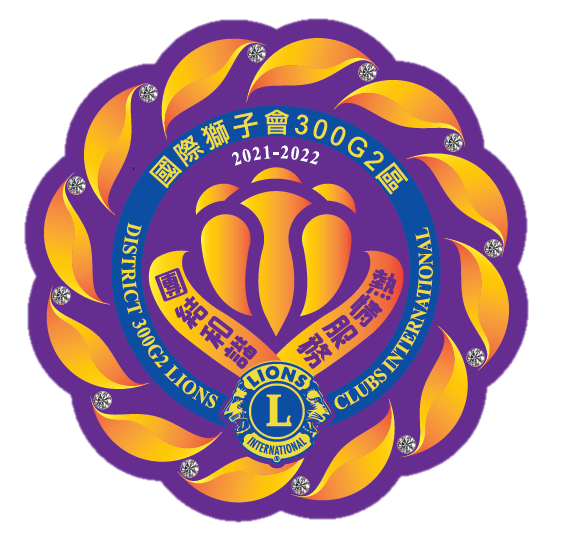 國際獅子會300G2區
2021-2022
團結和諧
熱情服務
DISTRICT 300G2 LIONS
CLUBS INTERNATIONAL
LIONS
L
INTERNATIONAL
®